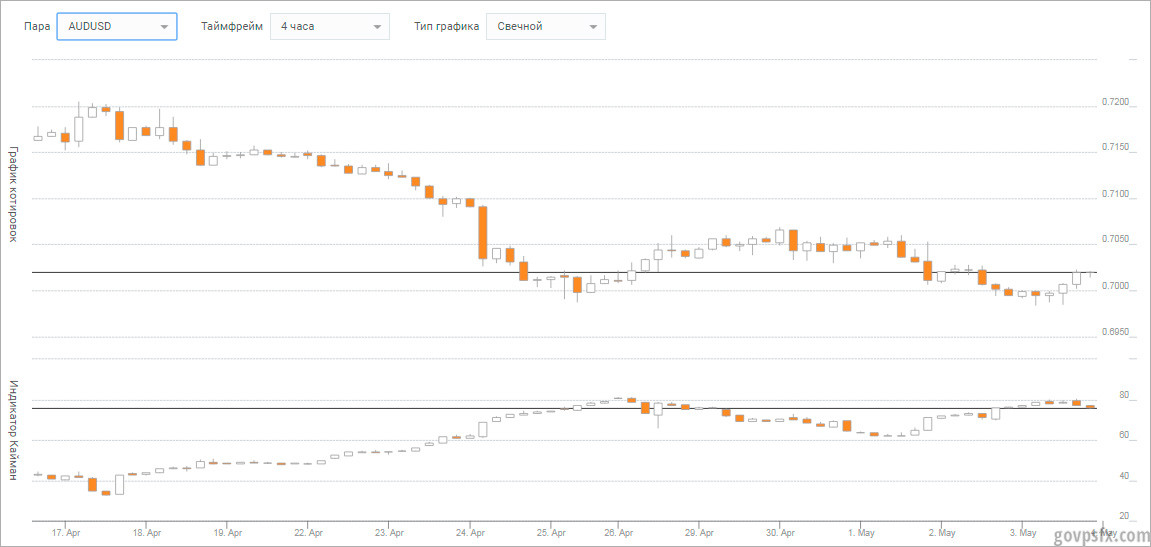 Пара AUDUSD Таймфрейм 4 часа Тип графика Свечной
График котировок
0.7200
0.7150
0.7100
0.7050
0.7000
0.6950
Индикатор Кайман
80
60
40
20
17. Apr 18. Apr 19. Apr 22. Apr 23. Apr 24. Apr 25. Apr 26. Apr 29. Apr 30. Apr 1. May 2. May 3. May 4. May
govpsfx.com